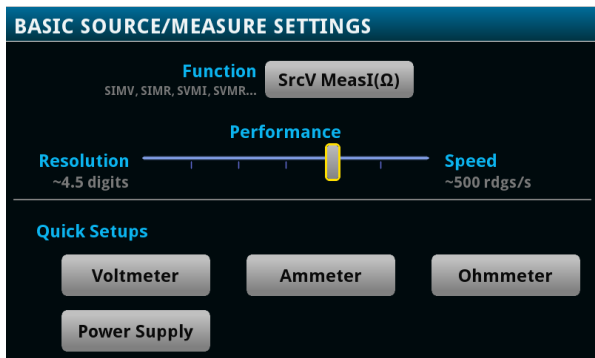 BASIC SOURCE/MEASURE SETTINGS
Function
SIMV, SIMR, SVMI, SVMR...
SrcV MeasI(Ω)
Performance
Resolution
~4.5 digits
Speed
~500 rdgs/s
Quick Setups
Voltmeter
Ammeter
Ohmmeter
Power Supply